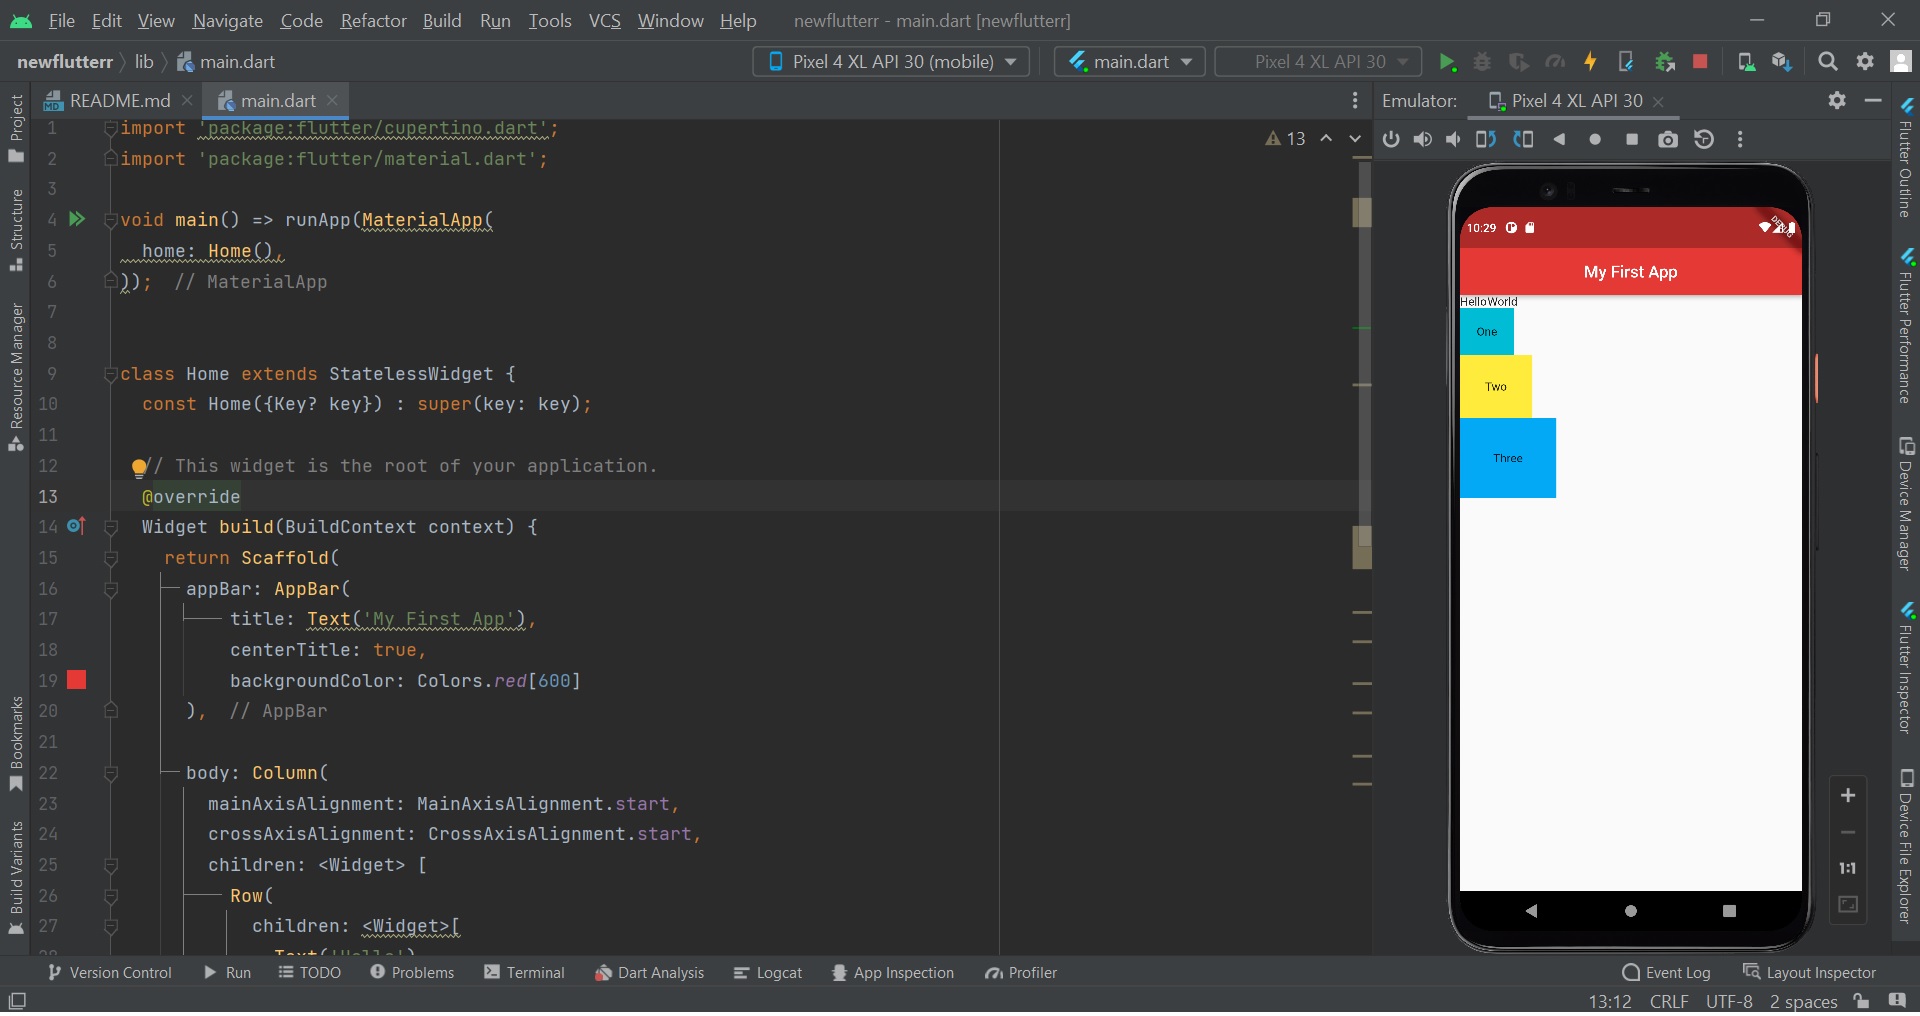 File Edit View Navigate Code Refactor Build Run Tools VCS Window Help newflutterr - main.dart [newflutterr]
newflutterr lib main.dart Pixel 4 XL API 30 (mobile) main.dart Pixel 4 XL API 30
README.md main.dart Emulator: Pixel 4 XL API 30
13
1 import 'package:flutter/cupertino.dart';
2 import 'package:flutter/material.dart';
3
4 void main() => runApp(MaterialApp(
5 home: Home(),
6 )); // MaterialApp
7
8
9 class Home extends StatelessWidget {
10 const Home({Key? key}) : super(key: key);
11
12 // This widget is the root of your application.
13 @override
14 Widget build(BuildContext context) {
15 return Scaffold(
16 appBar: AppBar(
17 title: Text('My First App'),
18 centerTitle: true,
19 backgroundColor: Colors.red[600]
20 ), // AppBar
21
22 body: Column(
23 mainAxisAlignment: MainAxisAlignment.start,
24 crossAxisAlignment: CrossAxisAlignment.start,
25 children: <Widget> [
26 Row(
27 children: <Widget>[
Project
Structure
Resource Manager
Bookmarks
Build Variants
10:29
DEBUG
My First App
HelloWorld
One
Two
Three
1:1
Flutter Outline
Flutter Performance
Device Manager
Flutter Inspector
Device File Explorer
Version Control Run TODO Problems Terminal Dart Analysis Logcat App Inspection Profiler Event Log Layout Inspector
13:12 CRLF UTF-8 2 spaces